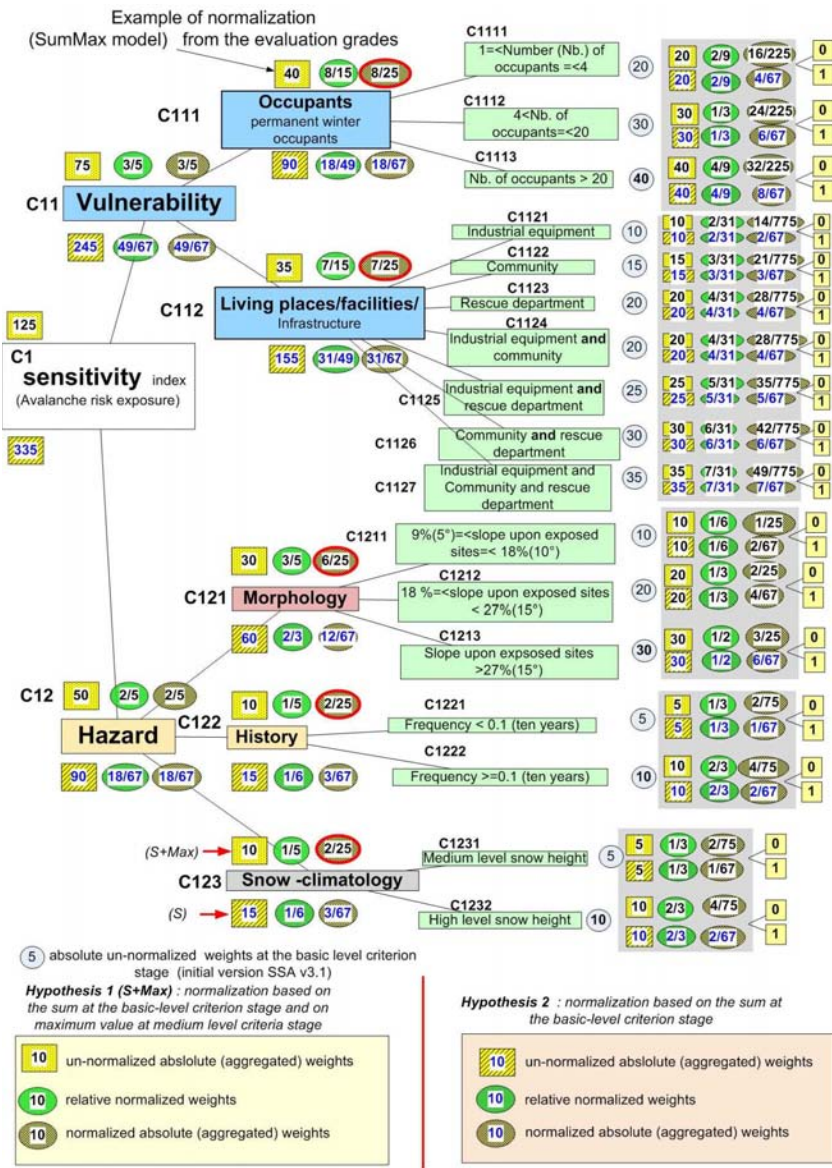 Example of normalization
(SumMax model) from the evaluation grades
40 8/15 8/25
C111
Occupants
permanent winter
occupants
90 18/49 18/67
C1111
1=<Number (Nb.) of
occupants =<4
20
20 2/9 16/225
20 2/9 4/67
0
1
C1112
4<Nb. of
occupants=<20
30
30 1/3 24/225
30 1/3 6/67
0
1
C1113
Nb. of occupants > 20
40
40 4/9 32/225
40 4/9 8/67
0
1
75 3/5 3/5
C11 Vulnerability
245 49/67 49/67
35 7/15 7/25
C112
Living places/facilities/
Infrastructure
155 31/49 31/67
C1121
Industrial equipment
10
10 2/31 14/775
10 2/31 2/67
0
1
C1122
Community
15
15 3/31 21/775
15 3/31 3/67
0
1
C1123
Rescue department
20
20 4/31 28/775
20 4/31 4/67
0
1
C1124
Industrial equipment and
community
20
20 4/31 28/775
20 4/31 4/67
0
1
C1125
Industrial equipment and
rescue department
25
25 5/31 35/775
25 5/31 5/67
0
1
C1126
Community and rescue
department
30
30 6/31 42/775
30 6/31 6/67
0
1
C1127
Industrial equipment and
Community and rescue
department
35
35 7/31 49/775
35 7/31 7/67
0
1
125
C1
sensitivity index
(Avalanche risk exposure)
335
30 3/5 6/25
C121 Morphology
60 2/3 12/67
C1211
9%(5°)=<slope upon exposed
sites=< 18%(10°)
10
10 1/6 1/25
10 1/6 2/67
0
1
C1212
18 %=<slope upon exposed sites
< 27%(15°)
20
20 1/3 2/25
20 1/3 4/67
0
1
C1213
Slope upon expsosed sites
>27%(15°)
30
30 1/2 3/25
30 1/2 6/67
0
1
C12
50 2/5 2/5
Hazard
90 18/67 18/67
10 1/5 2/25
C122
History
15 1/6 3/67
C1221
Frequency < 0.1 (ten years)
5
5 1/3 2/75
5 1/3 1/67
0
1
C1222
Frequency >=0.1 (ten years)
10
10 2/3 4/75
10 2/3 2/67
0
1
(S+Max) 10 1/5 2/25
C123 Snow -climatology
(S) 15 1/6 3/67
C1231
Medium level snow height
5
5 1/3 2/75
5 1/3 1/67
0
1
C1232
High level snow height
10
10 2/3 4/75
10 2/3 2/67
0
1
5 absolute un-normalized weights at the basic level criterion
stage (initial version SSA v3.1)
Hypothesis 1 (S+Max) : normalization based on
the sum at the basic-level criterion stage and on
maximum value at medium level criteria stage
10 un-normalized abslolute (aggregated) weights
10 relative normalized weights
10 normalized absolute (aggregated) weights
Hypothesis 2 : normalization based on the sum at
the basic-level criterion stage
10 un-normalized abslolute (aggregated) weights
10 relative normalized weights
10 normalized absolute (aggregated) weights